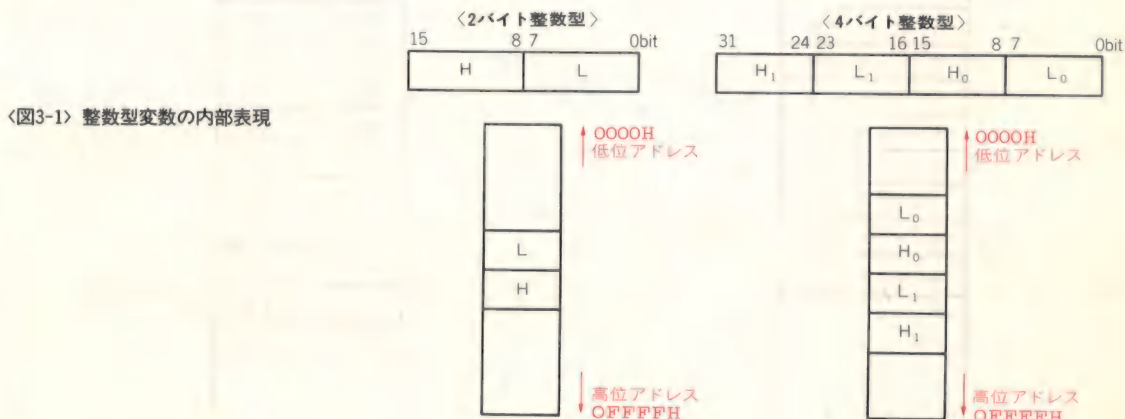 〈2バイト整数型〉
15 8 7 0bit
H L
〈4バイト整数型〉
31 24 23 16 15 8 7 0bit
H₁ L₁ H₀ L₀
〈図3-1〉 整数型変数の内部表現
0000H
低位アドレス
L
H
高位アドレス
0FFFFH
0000H
低位アドレス
L₀
H₀
L₁
H₁
高位アドレス
0FFFFH